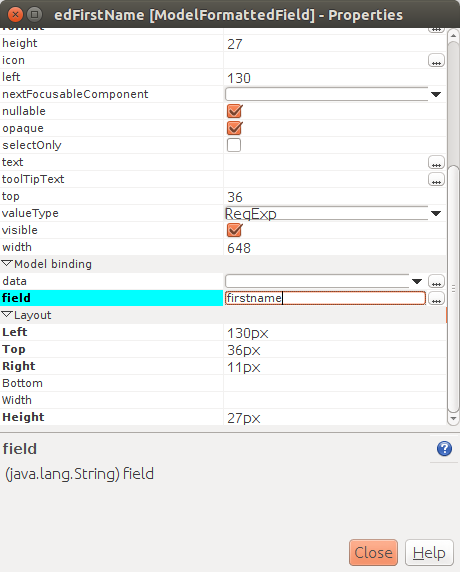 edFirstName [ModelFormattedField] - Properties
format
height 27
icon ...
left 130
nextFocusableComponent
nullable
opaque
selectOnly
text ...
toolTipText ...
top 36
valueType RegExp
visible
width 648
Model binding
data ...
field firstname ...
Layout
Left 130px
Top 36px
Right 11px
Bottom
Width
Height 27px
field
(java.lang.String) field
Close Help